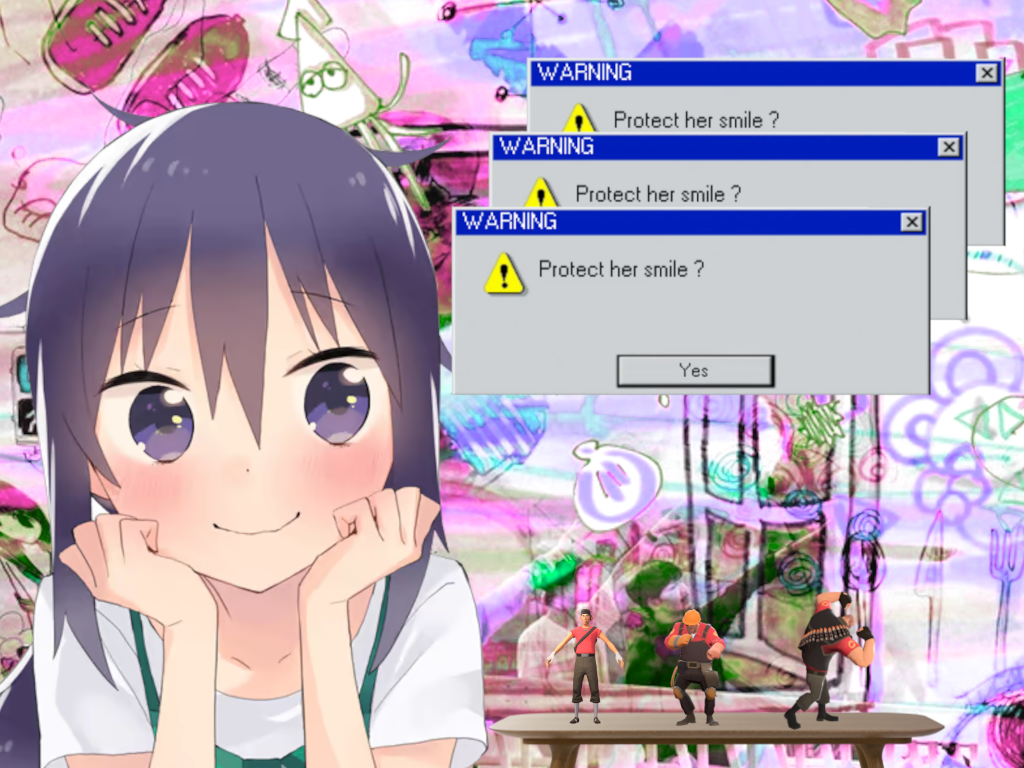 WARNING
Protect her smile ?
WARNING
Protect her smile ?
WARNING
Protect her smile ?
Yes